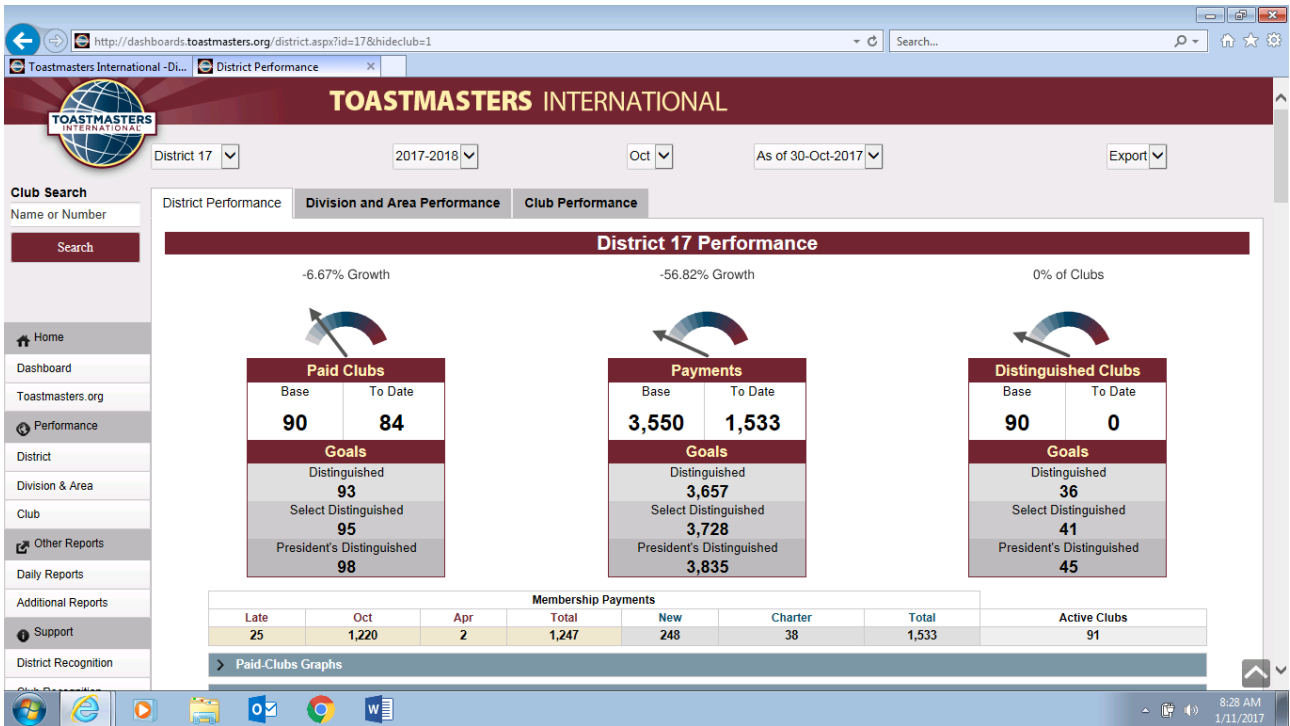 http://dashboards.toastmasters.org/district.aspx?id=17&hideclub=1
Search...
Toastmasters International -Di...
District Performance
TOASTMASTERS INTERNATIONAL
TOASTMASTERS INTERNATIONAL
District 17
2017-2018
Oct
As of 30-Oct-2017
Export
Club Search
Name or Number
Search
Home
Dashboard
Toastmasters.org
Performance
District
Division & Area
Club
Other Reports
Daily Reports
Additional Reports
Support
District Recognition
Club Recognition
District Performance Division and Area Performance Club Performance
District 17 Performance
-6.67% Growth
Paid Clubs
Base To Date
90 84
Goals
Distinguished
93
Select Distinguished
95
President's Distinguished
98
-56.82% Growth
Payments
Base To Date
3,550 1,533
Goals
Distinguished
3,657
Select Distinguished
3,728
President's Distinguished
3,835
0% of Clubs
Distinguished Clubs
Base To Date
90 0
Goals
Distinguished
36
Select Distinguished
41
President's Distinguished
45
Membership Payments
Late Oct Apr Total New Charter Total Active Clubs
25 1,220 2 1,247 248 38 1,533 91
Paid-Clubs Graphs
8:28 AM
1/11/2017